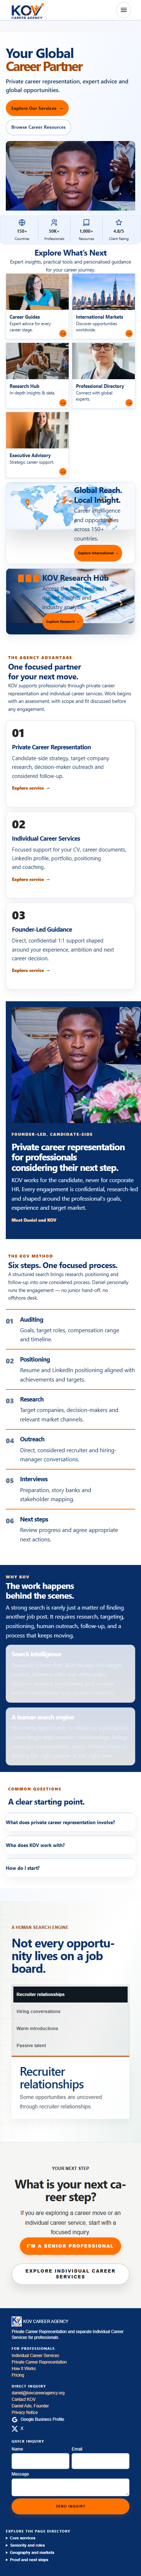 KOV
CAREER AGENCY
Your Global
Career Partner
Private career representation, expert advice and
global opportunities.
Explore Our Services →
Browse Career Resources
150+
Countries
50K+
Professionals
1,000+
Resources
4.8/5
Client Rating
Explore What's Next
Expert insights, practical tools and personalised guidance
for your career journey.
Career Guides
Expert advice for every
career stage.
International Markets
Discover opportunities
worldwide.
Research Hub
In-depth insights & data.
Professional Directory
Connect with global
experts.
Executive Advisory
Strategic career support.
Global Reach.
Local Insight.
Career intelligence
and opportunities
across 150+
countries.
Explore International →
KOV Research Hub
Explore Research →
THE AGENCY ADVANTAGE
One focused partner
for your next move.
KOV supports professionals through private career
representation and individual career services. Work begins
with an assessment, with scope and fit discussed before
any engagement.
01
Private Career Representation
Candidate-side strategy, target-company
research, decision-maker outreach and
considered follow-up.
Explore service →
02
Individual Career Services
Focused support for your CV, career documents,
LinkedIn profile, portfolio, positioning
and coaching.
Explore service →
03
Founder-Led Guidance
Direct, confidential 1:1 support shaped
around your experience, ambition and next
career decision.
Explore service →
FOUNDER-LED, CANDIDATE-SIDE
Private career representation
for professionals
considering their next step.
KOV works for the candidate, never for corporate
HR. Every engagement is confidential, research-led
and shaped around the professional's goals,
experience and target market.
Meet Daniel and KOV
THE KOV METHOD
Six steps. One focused process.
A structured search brings research, positioning and
follow-up into one considered process. Daniel personally
runs the engagement — no junior hand-off, no
offshore desk.
01 Auditing
Goals, target roles, compensation range
and timeline.
02 Positioning
Resume and LinkedIn positioning aligned with
achievements and targets.
03 Research
Target companies, decision-makers and
relevant market channels.
04 Outreach
Direct, considered recruiter and hiring-
manager conversations.
05 Interviews
Preparation, story banks and
stakeholder mapping.
06 Next steps
Review progress and agree appropriate
next actions.
WHY KOV
The work happens
behind the scenes.
A strong search is rarely just a matter of finding
another job post. It requires research, targeting,
positioning, human outreach, follow-up, and a
process that keeps moving.
Search intelligence
A human search engine
COMMON QUESTIONS
A clear starting point.
What does private career representation involve?
Who does KOV work with?
How do I start?
A HUMAN SEARCH ENGINE
Not every opportu-
nity lives on a job
board.
Recruiter relationships
Hiring conversations
Warm introductions
Passive talent
Recruiter
relationships
Some opportunities are uncovered
through recruiter relationships.
YOUR NEXT STEP
What is your next ca-
reer step?
If you are exploring a career move or an
individual career service, start with a
focused inquiry.
I'M A SENIOR PROFESSIONAL
EXPLORE INDIVIDUAL CAREER
SERVICES
KOV CAREER AGENCY
Private Career Representation and separate Individual Career
Services for professionals.
FOR PROFESSIONALS
Individual Career Services
Private Career Representation
How It Works
Pricing
DIRECT INQUIRY
daniel@kovcareeragency.org
Contact KOV
Daniel Ade, Founder
Privacy Notice
Google Business Profile
X
QUICK INQUIRY
Name
Email
Message
SEND INQUIRY
EXPLORE THE PAGE DIRECTORY
Core services
Seniority and roles
Geography and markets
Proof and next steps